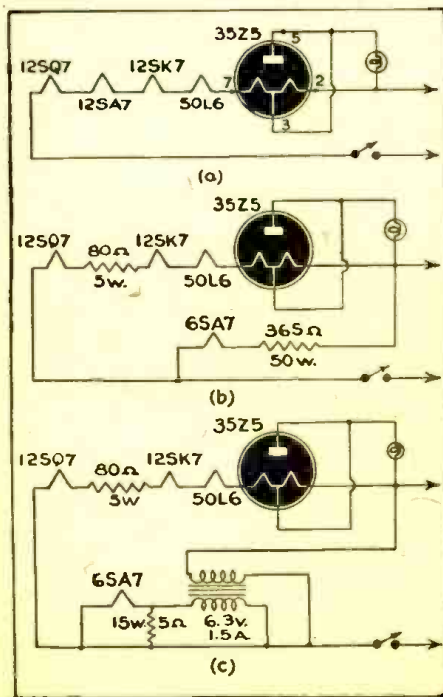 35Z5
5
12SQ7 12SK7
7 2
12SA7 50L6
3
(a)
35Z5
12SQ7 80Ω 12SK7
5w. 50L6
6SA7 365Ω
50w.
(b)
35Z5
12SQ7 80Ω 12SK7
5W 50L6
6SA7
15w. 5Ω 6.3v.
1.5A.
(c)